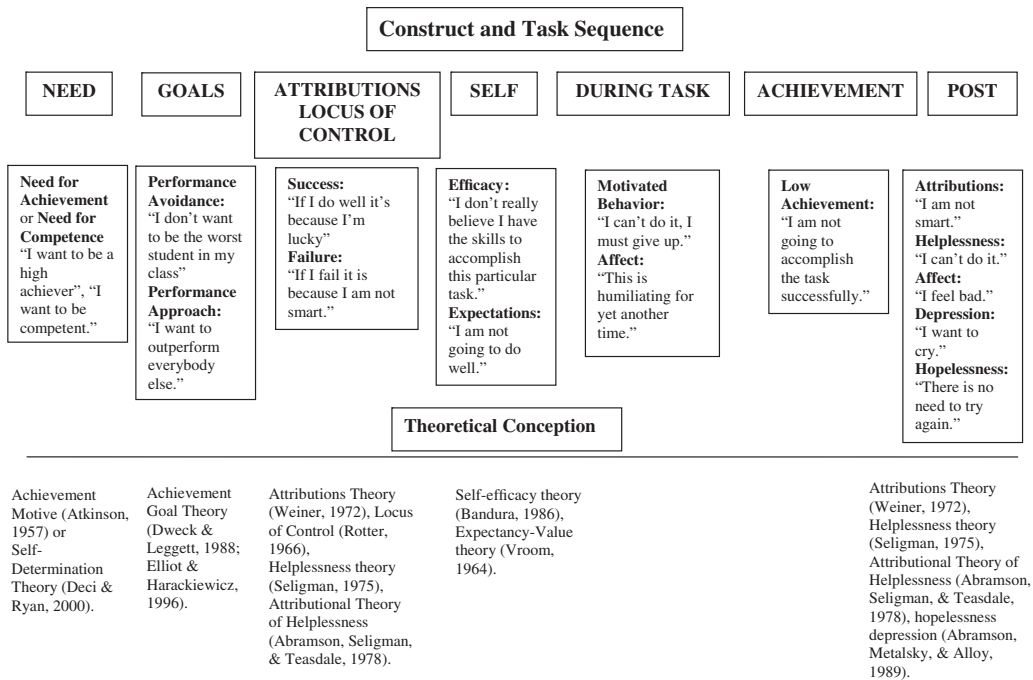 Construct and Task Sequence
NEED
GOALS
ATTRIBUTIONS
LOCUS OF
CONTROL
SELF
DURING TASK
ACHIEVEMENT
POST
Need for
Achievement
or Need for
Competence
“I want to be a
high
achiever”, “I
want to be
competent.”
Performance
Avoidance:
“I don’t want
to be the worst
student in my
class”
Performance
Approach:
“I want to
outperform
everybody
else.”
Success:
“If I do well it’s
because I’m
lucky”
Failure:
“If I fail it is
because I am not
smart.”
Efficacy:
“I don’t really
believe I have
the skills to
accomplish
this particular
task.”
Expectations:
“I am not
going to do
well.”
Motivated
Behavior:
“I can’t do it, I
must give up.”
Affect:
“This is
humiliating for
yet another
time.”
Low
Achievement:
“I am not
going to
accomplish
the task
successfully.”
Attributions:
“I am not
smart.”
Helplessness:
“I can’t do it.”
Affect:
“I feel bad.”
Depression:
“I want to
cry.”
Hopelessness:
“There is no
need to try
again.”
Theoretical Conception
Achievement
Motive (Atkinson,
1957) or
Self-
Determination
Theory (Deci &
Ryan, 2000).
Achievement
Goal Theory
(Dweck &
Leggett, 1988;
Elliot &
Harackiewicz,
1996).
Attributions Theory
(Weiner, 1972), Locus
of Control (Rotter,
1966),
Helplessness theory
(Seligman, 1975),
Attributional Theory
of Helplessness
(Abramson, Seligman,
& Teasdale, 1978).
Self-efficacy theory
(Bandura, 1986),
Expectancy-Value
theory (Vroom,
1964).
Attributions Theory
(Weiner, 1972),
Helplessness theory
(Seligman, 1975),
Attributional Theory of
Helplessness (Abramson,
Seligman, & Teasdale,
1978), hopelessness
depression (Abramson,
Metalsky, & Alloy,
1989).